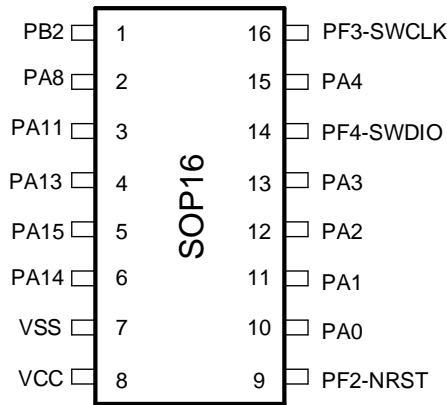 PB2 1 16 PF3-SWCLK
PA8 2 15 PA4
PA11 3 14 PF4-SWDIO
PA13 4 13 PA3
PA15 5 12 PA2
PA14 6 11 PA1
VSS 7 10 PA0
VCC 8 9 PF2-NRST
SOP16